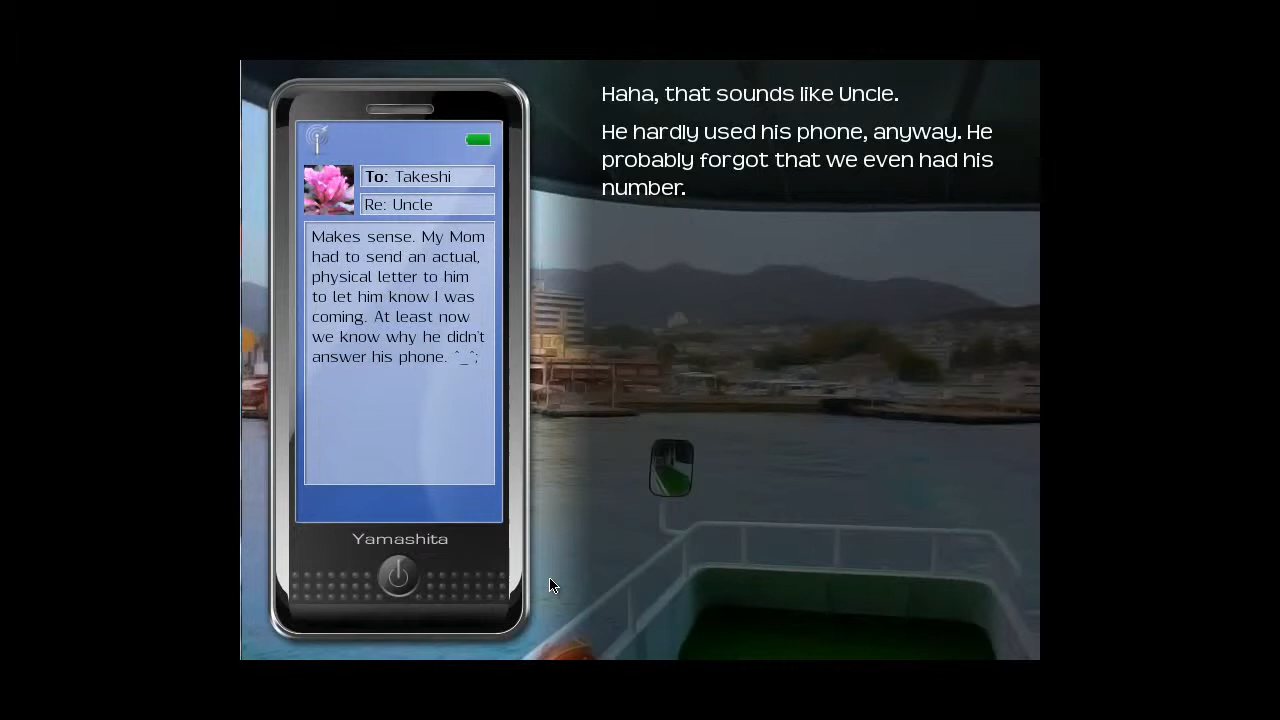 To: Takeshi
Re: Uncle
Makes sense. My Mom
had to send an actual,
physical letter to him
to let him know I was
coming. At least now
we know why he didn't
answer his phone. ^_^;
Yamashita
Haha, that sounds like Uncle.
He hardly used his phone, anyway. He
probably forgot that we even had his
number.